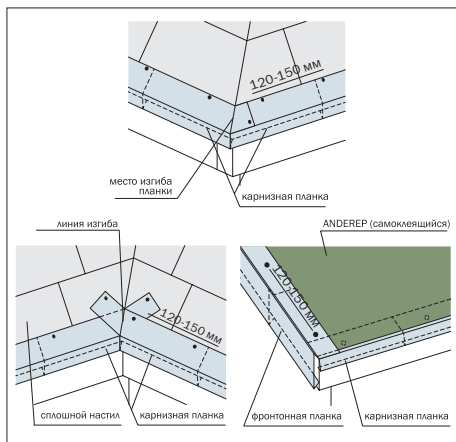 120-150 мм
место изгиба
планки
карнизная планка
линия изгиба
ANDEREP (самоклеящийся)
120-150 мм
120-150 мм
сплошной настил
карнизная планка
фронтонная планка
карнизная планка